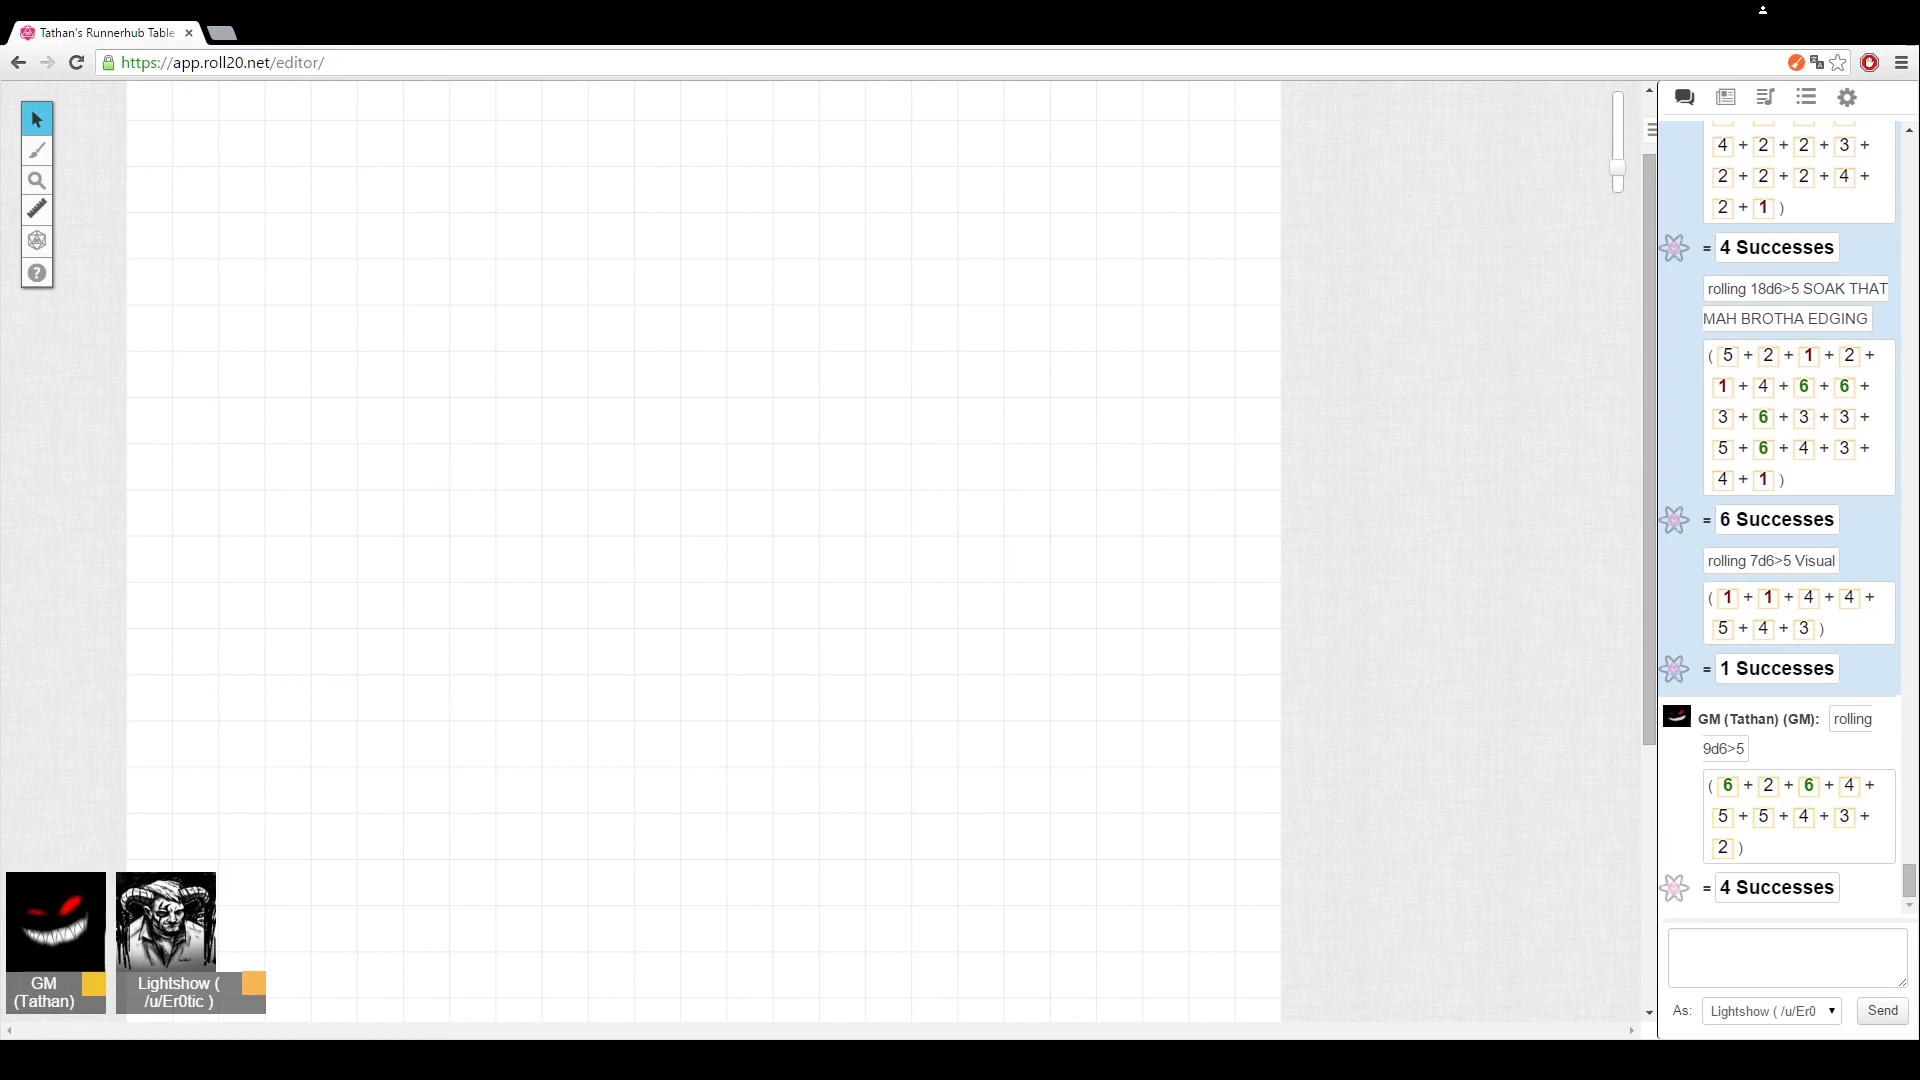 Tathan's Runnerhub Table
https://app.roll20.net/editor/
4 + 2 + 2 + 3 +
2 + 2 + 2 + 4 +
2 + 1 )
= 4 Successes
rolling 18d6>5 SOAK THAT
MAH BROTHA EDGING
( 5 + 2 + 1 + 2 +
1 + 4 + 6 + 6 +
3 + 6 + 3 + 3 +
5 + 6 + 4 + 3 +
4 + 1 )
= 6 Successes
rolling 7d6>5 Visual
( 1 + 1 + 4 + 4 +
5 + 4 + 3 )
= 1 Successes
GM (Tathan) (GM): rolling
9d6>5
( 6 + 2 + 6 + 4 +
5 + 5 + 4 + 3 +
2 )
= 4 Successes
As: Lightshow ( /u/Er0 Send
GM
(Tathan)
Lightshow (
/u/Er0tic )